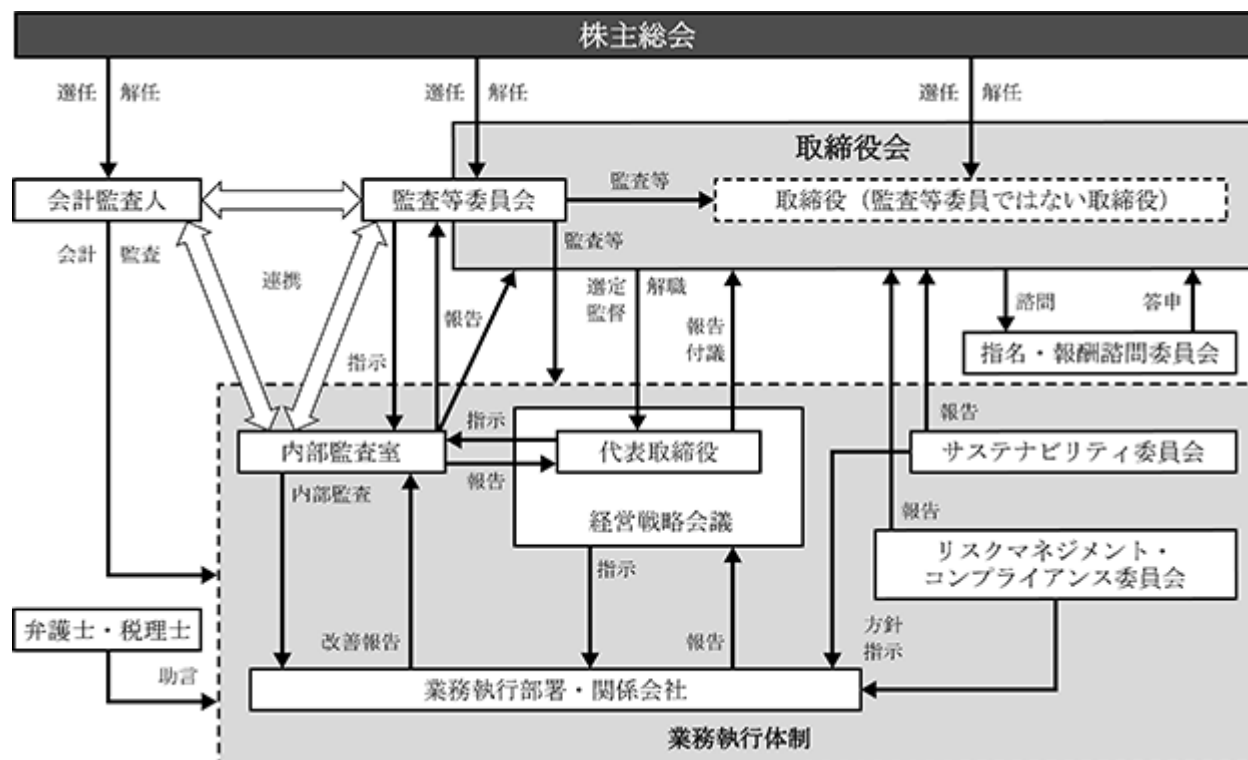 株主総会
選任 解任
選任 解任
選任 解任
取締役会
会計監査人
監査等委員会
監査等
取締役（監査等委員ではない取締役）
会計 監査
連携
監査等
指示
報告
選定 解職
監督
報告
付議
諮問
答申
指名・報酬諮問委員会
内部監査室
指示
報告
代表取締役
経営戦略会議
報告
サステナビリティ委員会
内部監査
報告
リスクマネジメント・
コンプライアンス委員会
指示
弁護士・税理士
助言
改善報告
報告
方針
指示
業務執行部署・関係会社
業務執行体制